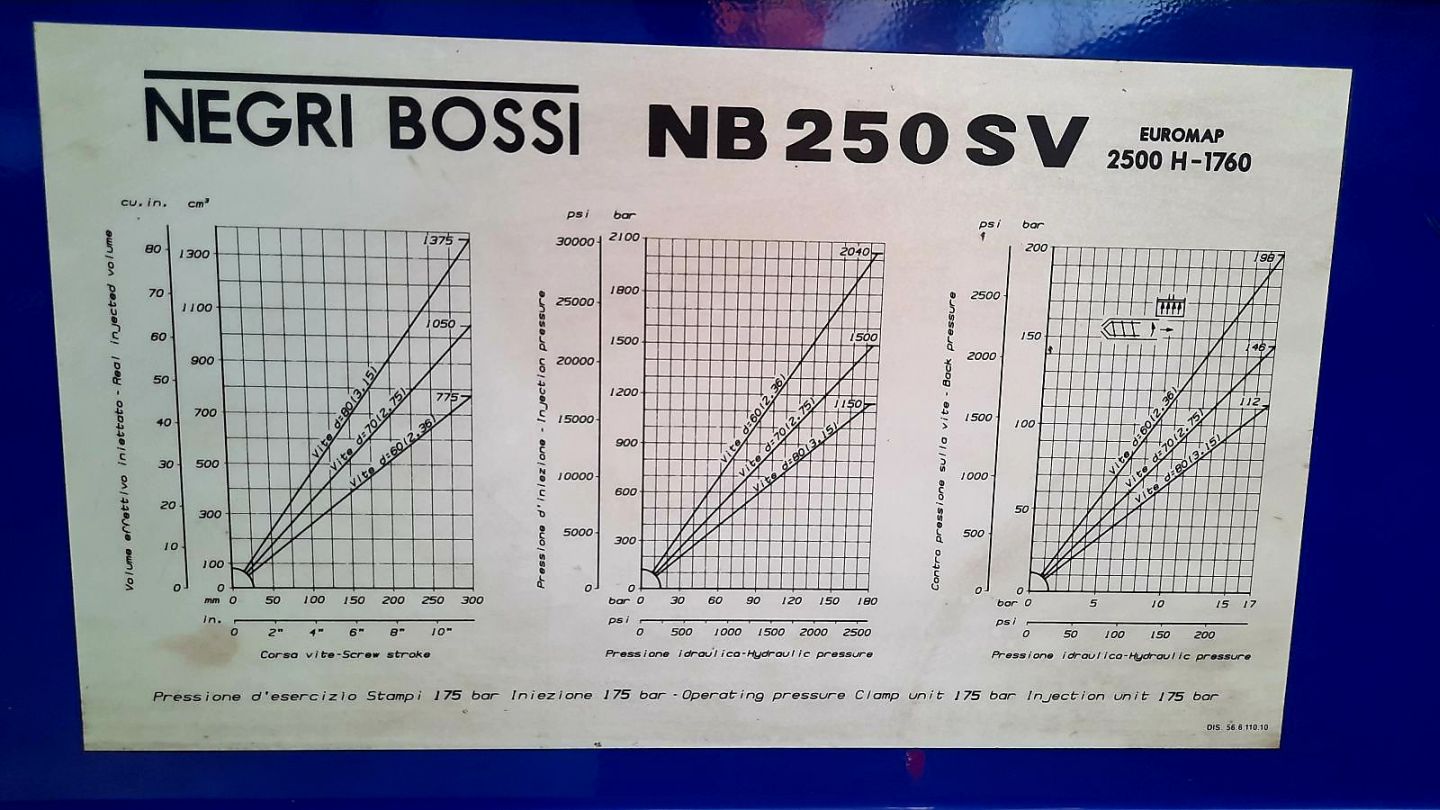 NEGRI BOSSI NB 250 SV
EUROMAP
2500 H-1760
cu.in. cm³
Volume effettivo iniettato - Real injected volume
80
70
60
50
40
30
20
10
0
1300
1100
900
700
500
300
100
0
1375
1050
775
Vite d=80(3,15)
Vite d=70(2,75)
Vite d=60(2,36)
mm 0 50 100 150 200 250 300
in. 0 2" 4" 6" 8" 10"
Corsa vite-Screw stroke
psi bar
Pressione d'iniezione - Injection pressure
30000
25000
20000
15000
10000
5000
0
2100
1800
1500
1200
900
600
300
0
2040
1500
1150
Vite d=60(2,36)
Vite d=70(2,75)
Vite d=80(3,15)
bar 0 30 60 90 120 150 180
psi 0 500 1000 1500 2000 2500
Pressione idraulica-Hydraulic pressure
psi bar
Contro pressione sulla vite - Back pressure
2500
2000
1500
1000
500
0
200
150
100
50
0
198
146
112
Vite d=60(2,36)
Vite d=70(2,75)
Vite d=80(3,15)
bar 0 5 10 15 17
psi 0 50 100 150 200
Pressione idraulica-Hydraulic pressure
Pressione d'esercizio Stampi 175 bar Iniezione 175 bar - Operating pressure Clamp unit 175 bar Injection unit 175 bar
DIS. 56.6.110.10